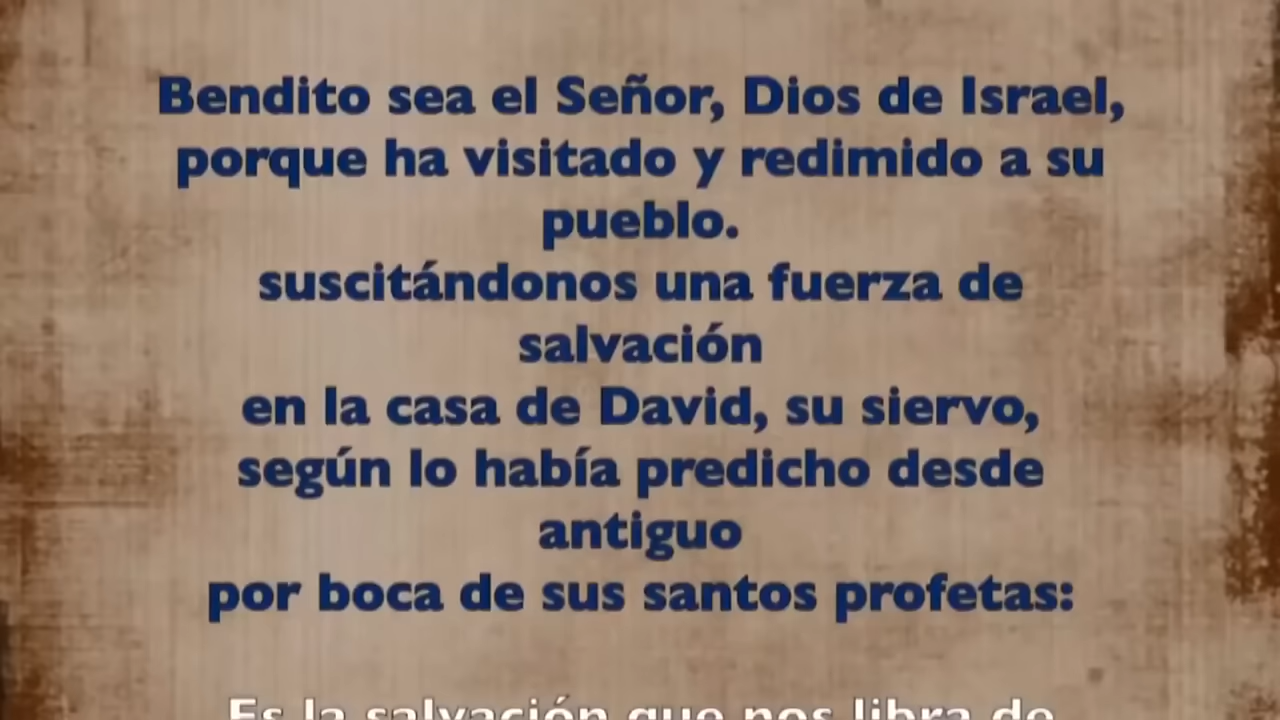 Bendito sea el Señor, Dios de Israel,
porque ha visitado y redimido a su
pueblo.
suscitándonos una fuerza de
salvación
en la casa de David, su siervo,
según lo había predicho desde
antiguo
por boca de sus santos profetas:
Es la salvación que nos libra de